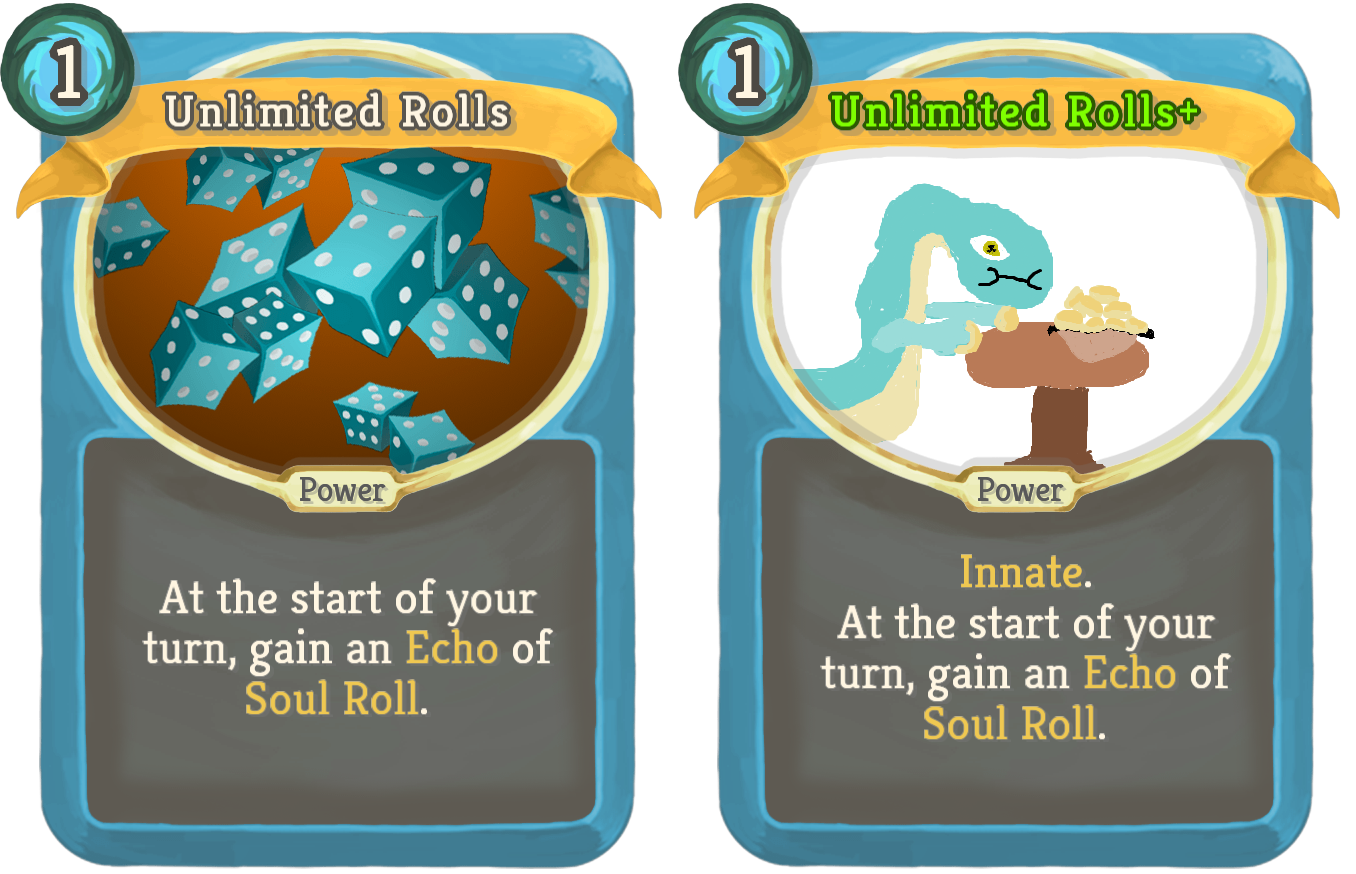 1
Unlimited Rolls
Power
At the start of your
turn, gain an Echo of
Soul Roll.
1
Unlimited Rolls+
Power
Innate.
At the start of your
turn, gain an Echo of
Soul Roll.